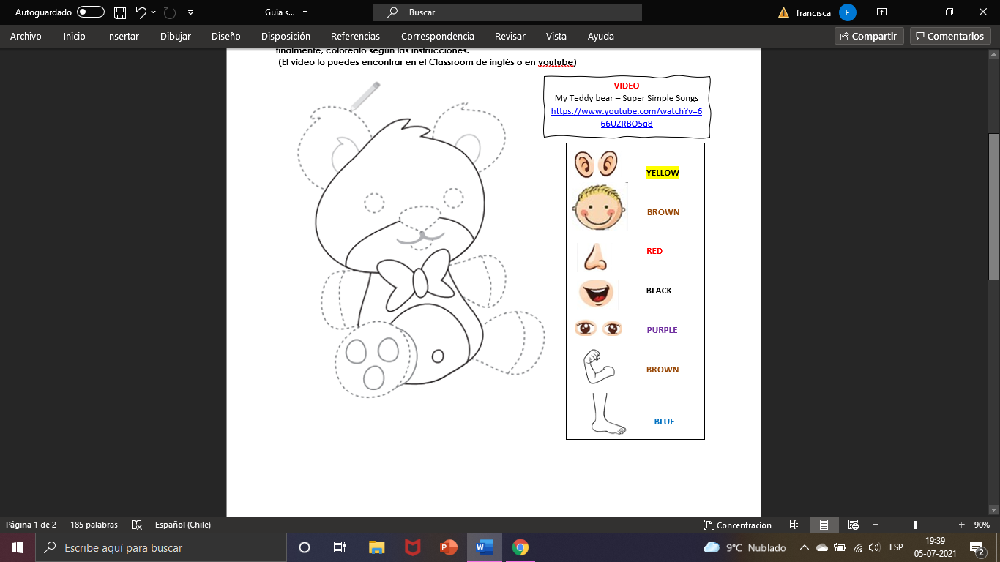 Autoguardado
Guia s...
Buscar
francisca
F
Archivo
Inicio
Insertar
Dibujar
Diseño
Disposición
Referencias
Correspondencia
Revisar
Vista
Ayuda
Compartir
Comentarios
finalmente, coloréalo según las instrucciones.
(El video lo puedes encontrar en el Classroom de inglés o en youtube)
VIDEO
My Teddy bear – Super Simple Songs
https://www.youtube.com/watch?v=6
66UZRBO5q8
YELLOW
BROWN
RED
BLACK
PURPLE
BROWN
BLUE
Página 1 de 2
185 palabras
Español (Chile)
Concentración
90%
Escribe aquí para buscar
9°C Nublado
ESP
19:39
05-07-2021
2